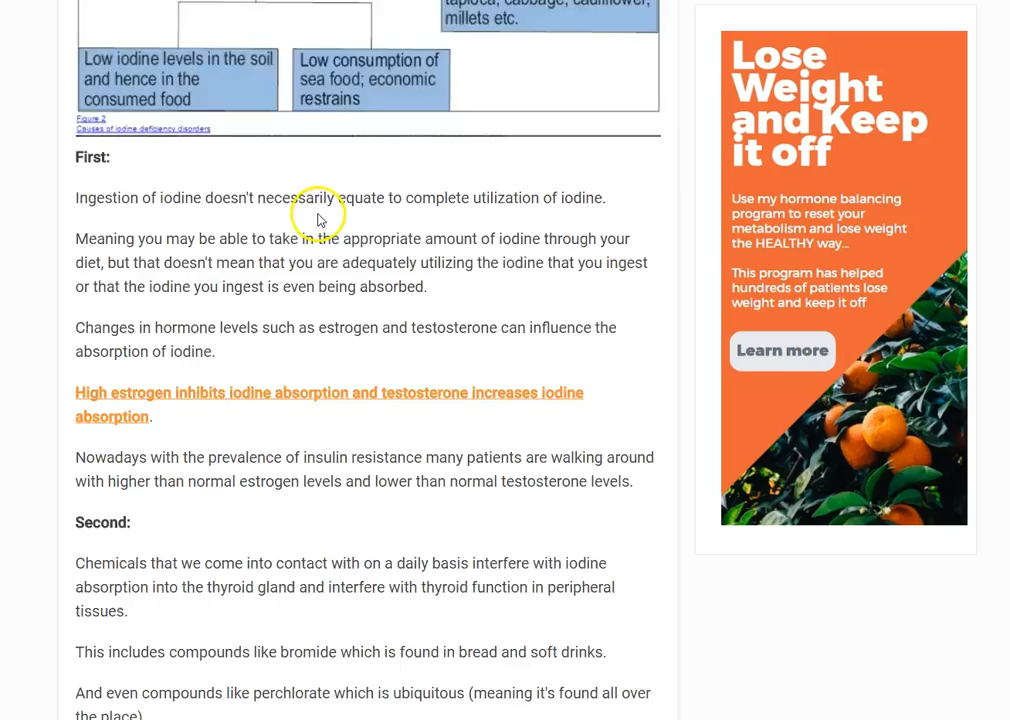 tapioca, cabbage, cauliflower,
millets etc.
Low iodine levels in the soil
and hence in the
consumed food
Low consumption of
sea food; economic
restrains
Figure 2
Causes of iodine deficiency disorders
First:
Ingestion of iodine doesn't necessarily equate to complete utilization of iodine.
Meaning you may be able to take in the appropriate amount of iodine through your
diet, but that doesn't mean that you are adequately utilizing the iodine that you ingest
or that the iodine you ingest is even being absorbed.
Changes in hormone levels such as estrogen and testosterone can influence the
absorption of iodine.
High estrogen inhibits iodine absorption and testosterone increases iodine
absorption.
Nowadays with the prevalence of insulin resistance many patients are walking around
with higher than normal estrogen levels and lower than normal testosterone levels.
Second:
Chemicals that we come into contact with on a daily basis interfere with iodine
absorption into the thyroid gland and interfere with thyroid function in peripheral
tissues.
This includes compounds like bromide which is found in bread and soft drinks.
And even compounds like perchlorate which is ubiquitous (meaning it's found all over
the place)
Lose
Weight
and Keep
it off
Use my hormone balancing
program to reset your
metabolism and lose weight
the HEALTHY way...
This program has helped
hundreds of patients lose
weight and keep it off
Learn more